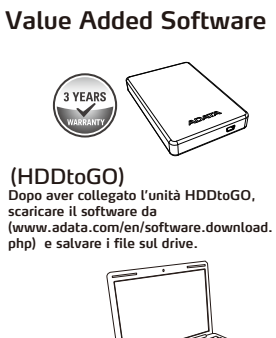 Value Added Software
3 YEARS
WARRANTY
ADATA
(HDDtoGO)
Dopo aver collegato l'unità HDDtoGO,
scaricare il software da
(www.adata.com/en/software.download.
php) e salvare i file sul drive.